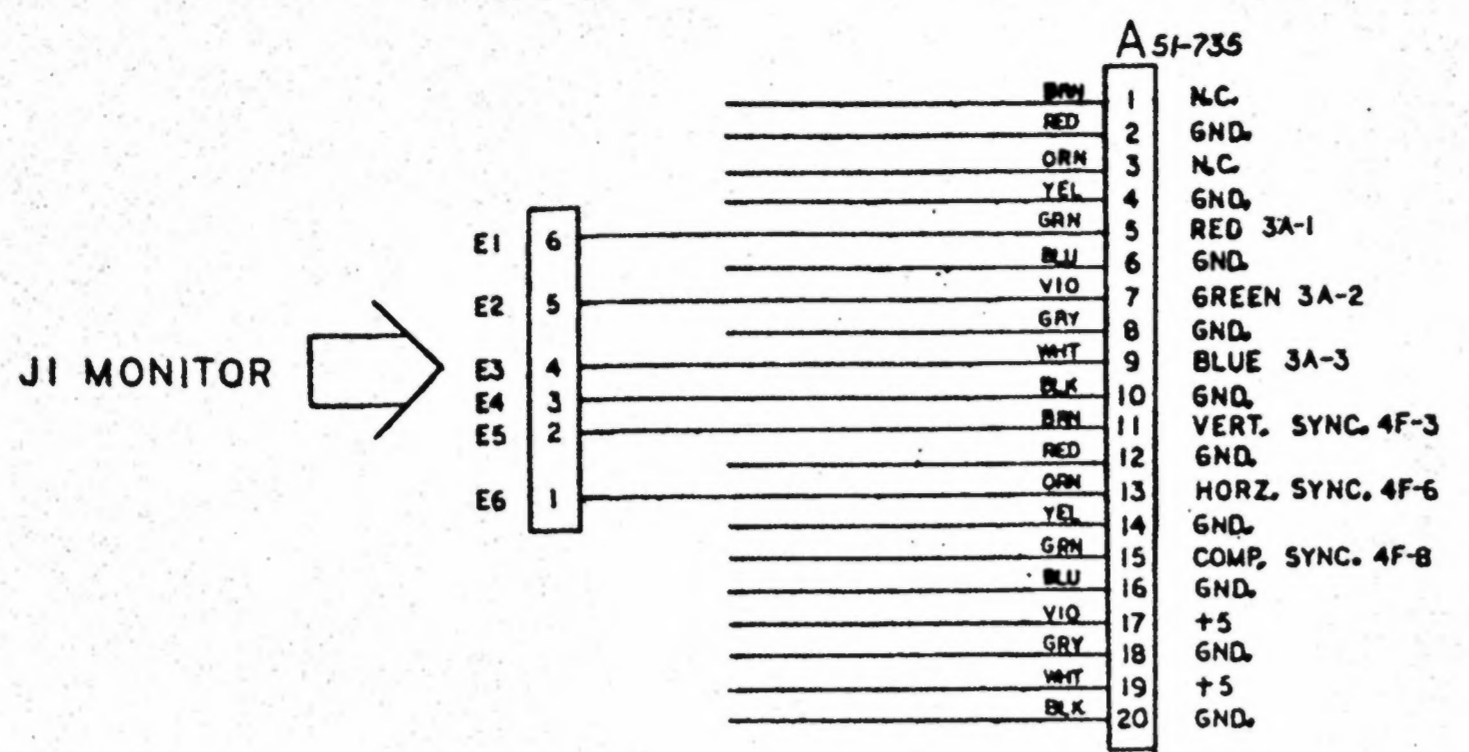 A 51-735
BRN 1 N.C.
RED 2 GND.
ORN 3 N.C.
YEL 4 GND.
E1 6 GRN 5 RED 3A-1
BLU 6 GND.
E2 5 VIO 7 GREEN 3A-2
GRY 8 GND.
J1 MONITOR E3 4 WHT 9 BLUE 3A-3
E4 3 BLK 10 GND.
E5 2 BRN 11 VERT. SYNC. 4F-3
RED 12 GND.
E6 1 ORN 13 HORZ. SYNC. 4F-6
YEL 14 GND.
GRN 15 COMP. SYNC. 4F-8
BLU 16 GND.
VIO 17 +5
GRY 18 GND.
WHT 19 +5
BLK 20 GND.